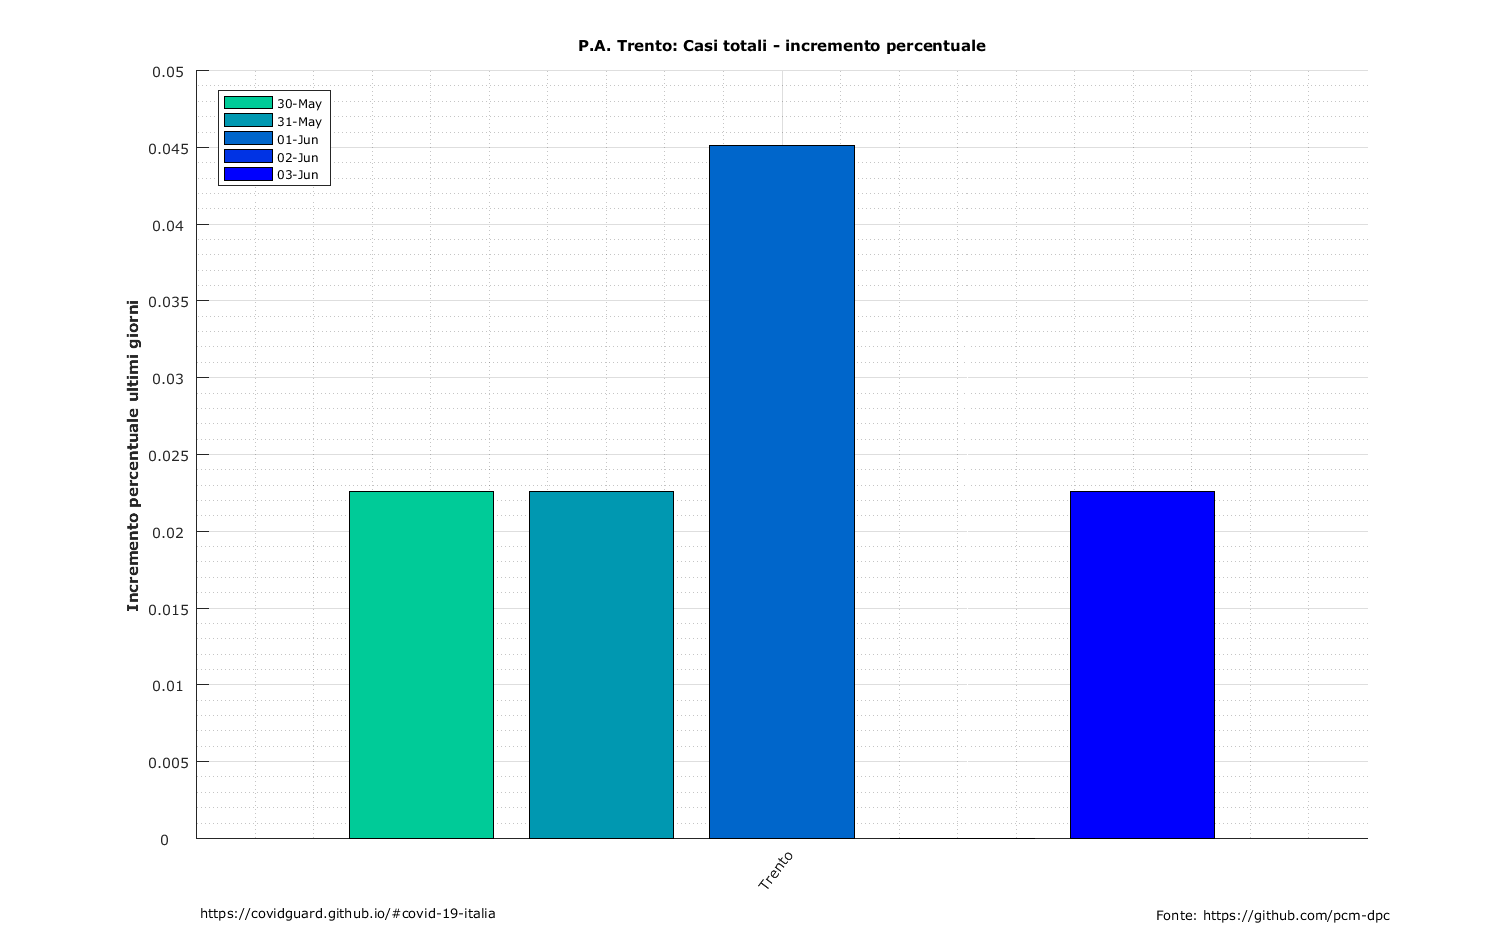 P.A. Trento: Casi totali - incremento percentuale
0.05
0.045
0.04
0.035
0.03
0.025
0.02
0.015
0.01
0.005
0
Incremento percentuale ultimi giorni
30-May
31-May
01-Jun
02-Jun
03-Jun
Trento
https://covidguard.github.io/#covid-19-italia
Fonte: https://github.com/pcm-dpc